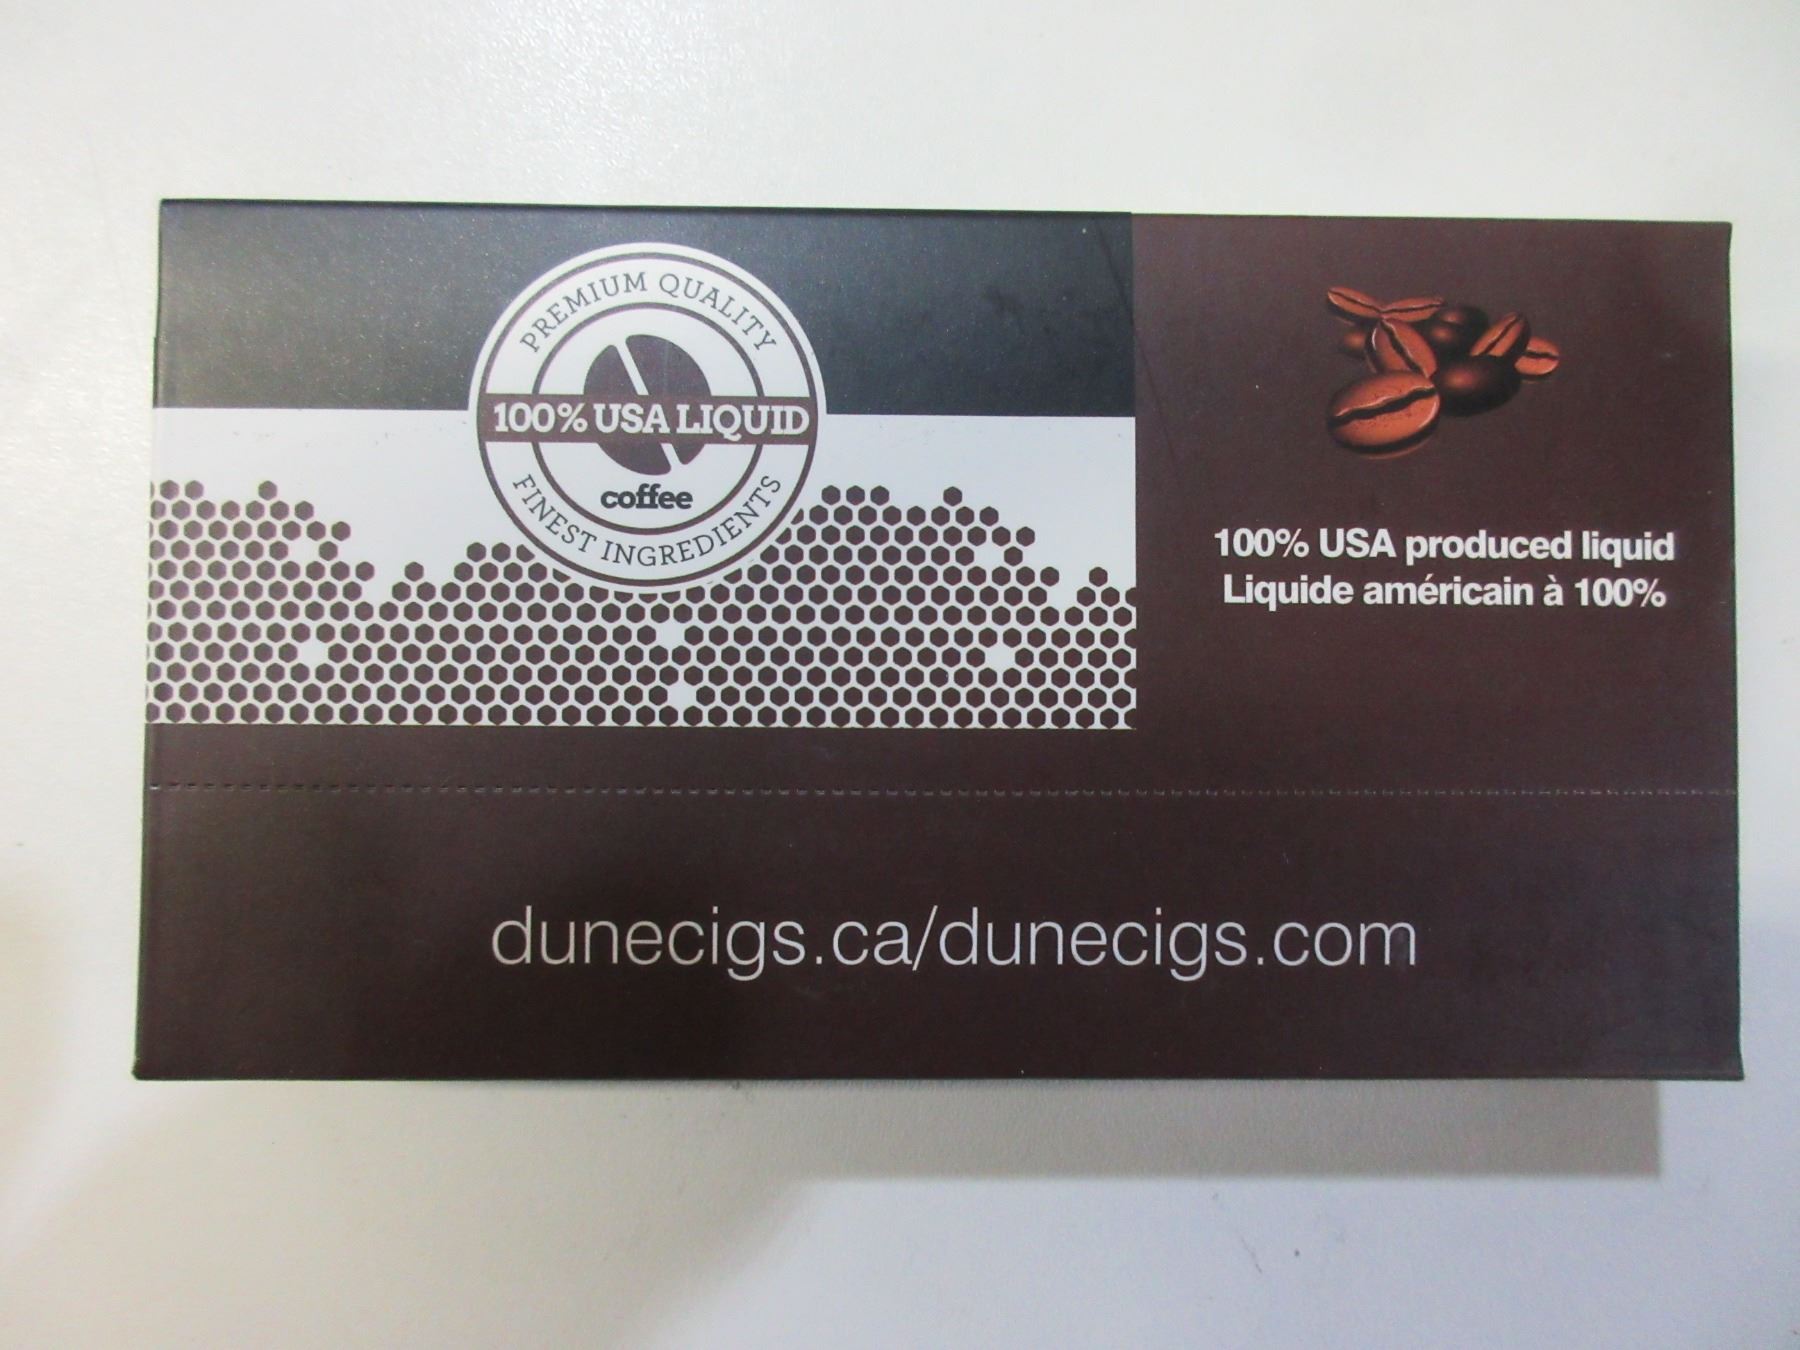 PREMIUM QUALITY
100% USA LIQUID
coffee
FINEST INGREDIENTS
100% USA produced liquid
Liquide américain à 100%
dunecigs.ca/dunecigs.com